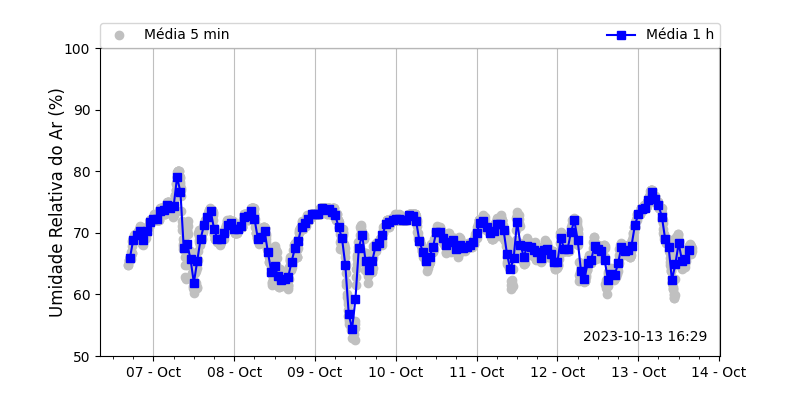 Média 5 min
Média 1 h
Umidade Relativa do Ar (%)
100
90
80
70
60
50
2023-10-13 16:29
07 - Oct
08 - Oct
09 - Oct
10 - Oct
11 - Oct
12 - Oct
13 - Oct
14 - Oct